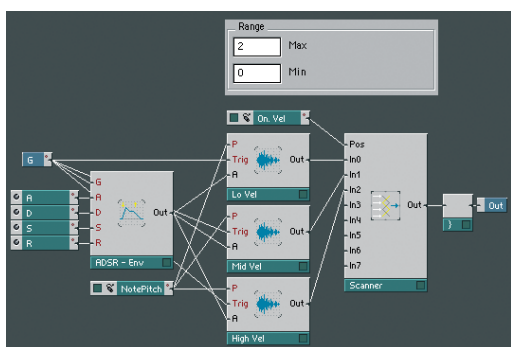 Range
2 Max
0 Min
On. Vel
P
Trig Out
A
Lo Vel
Pos
In0
In1
In2
In3
In4 Out
In5
In6
In7
Scanner
} Out
G
A
D
S
R
G
A
D Out
S
R
ADSR - Env
P
Trig Out
A
Mid Vel
NotePitch
P
Trig Out
A
High Vel